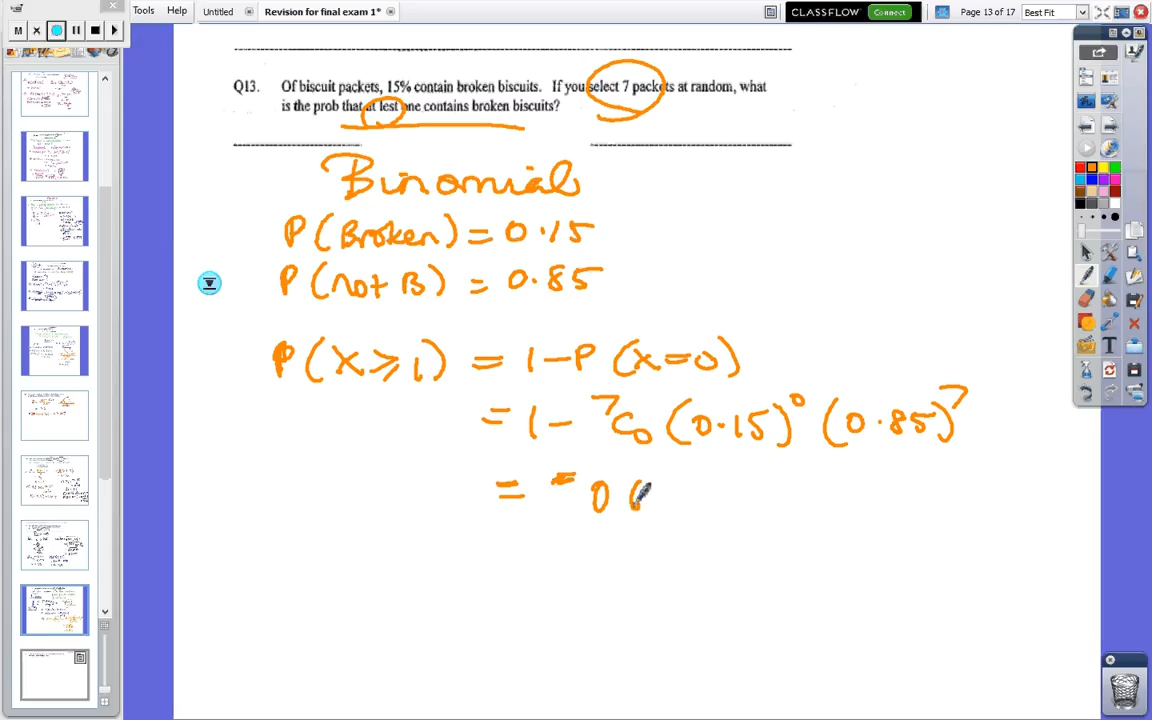 M
Tools Help Untitled Revision for final exam 1*
CLASSFLOW Connect
Page 13 of 17 Best Fit
Q13. Of biscuit packets, 15% contain broken biscuits. If you select 7 packets at random, what
is the prob that at lest one contains broken biscuits?
Binomial
P(Broken) = 0.15
P(not B) = 0.85
P(X ≥ 1) = 1 - P(x=0)
= 1 - ⁷C₀ (0.15)⁰ (0.85)⁷
= 0